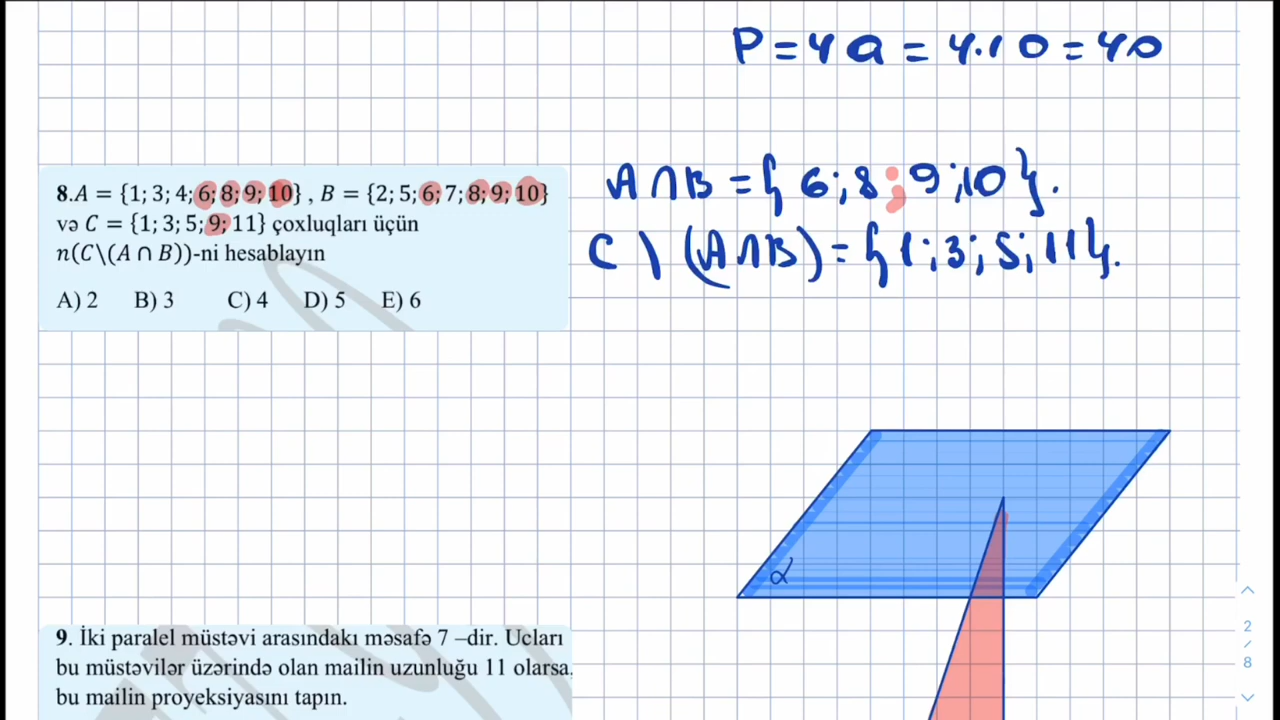 P = 4a = 4·10 = 40
8.A = {1; 3; 4; 6; 8; 9; 10} , B = {2; 5; 6; 7; 8; 9; 10}
və C = {1; 3; 5; 9; 11} çoxluqları üçün
n(C\(A ∩ B))-ni hesablayın
A) 2 B) 3 C) 4 D) 5 E) 6
A∩B = { 6; 8; 9; 10}.
C \ (A∩B) = { 1; 3; 5; 11}.
α
9. İki paralel müstəvi arasındakı məsafə 7 –dir. Ucları
bu müstəvilər üzərində olan mailin uzunluğu 11 olarsa,
bu mailin proyeksiyasını tapın.
2
/
8